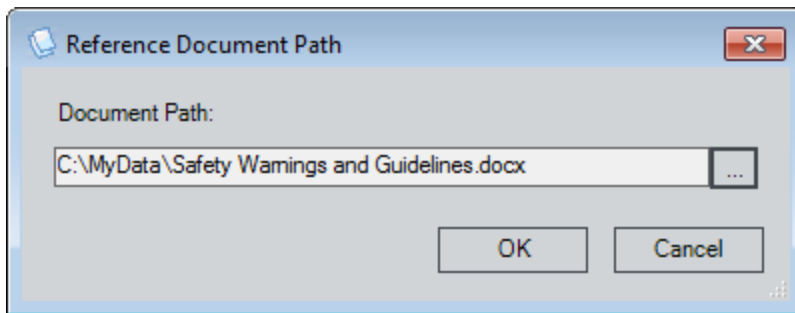 Reference Document Path
Document Path:
C:\MyData\Safety Warnings and Guidelines.docx
...
OK
Cancel